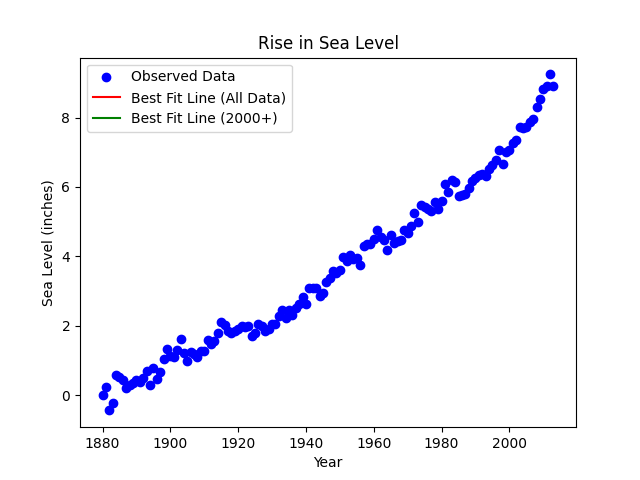 Rise in Sea Level
Observed Data
Best Fit Line (All Data)
Best Fit Line (2000+)
Sea Level (inches)
8
6
4
2
0
1880 1900 1920 1940 1960 1980 2000
Year